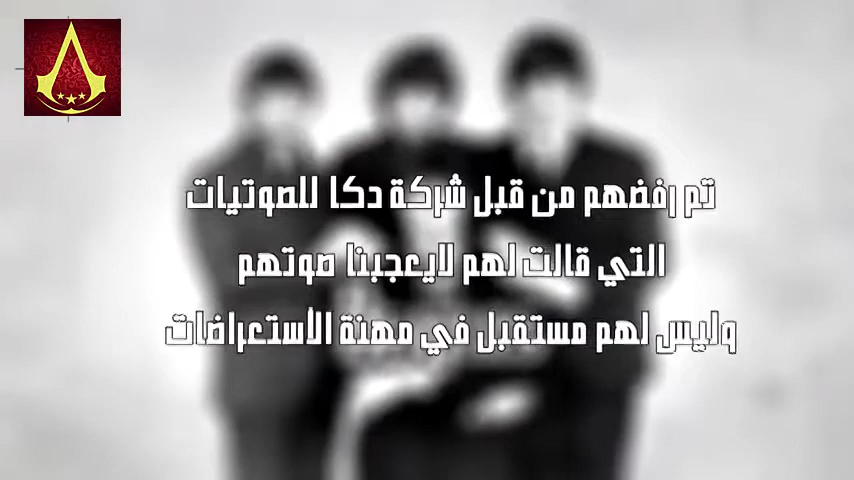 تم رفضهم من قبل شركة دكا للصوتيات
التي قالت لهم لايعجبنا صوتهم
وليس لهم مستقبل في مهنة الأستعراضات